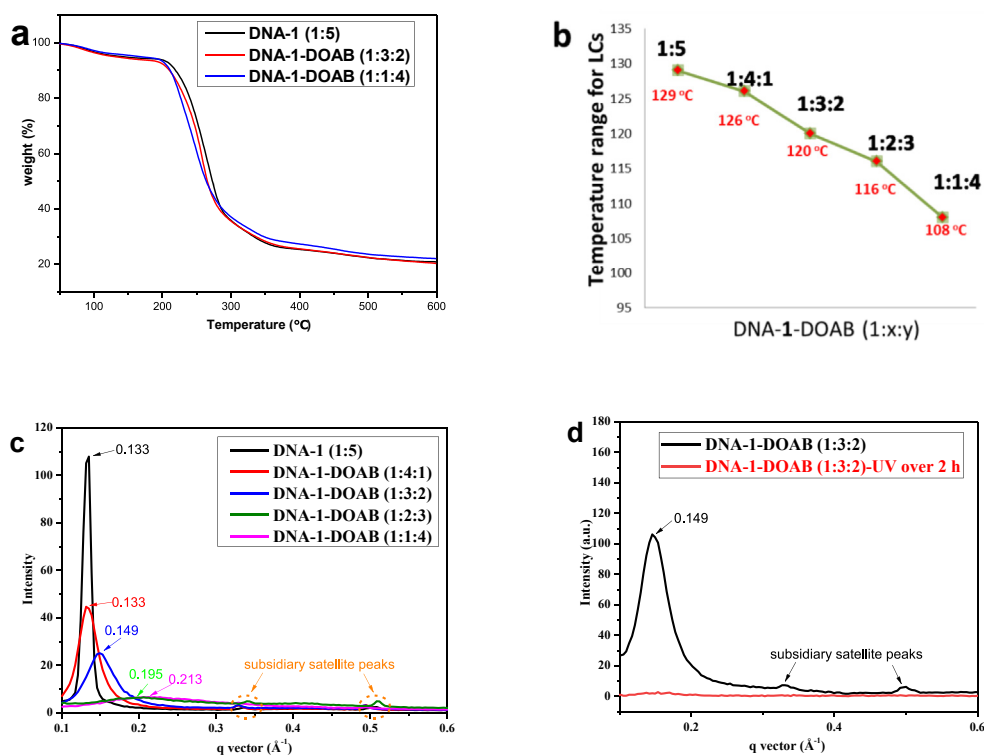 a
DNA-1 (1:5)
DNA-1-DOAB (1:3:2)
DNA-1-DOAB (1:1:4)
100
80
60
40
20
weight (%)
100
200
300
400
500
600
Temperature (°C)
b
Temperature range for LCs
135
130
125
120
115
110
105
100
95
1:5
129 °C
1:4:1
126 °C
1:3:2
120 °C
1:2:3
116 °C
1:1:4
108 °C
DNA-1-DOAB (1:x:y)
c
DNA-1 (1:5)
DNA-1-DOAB (1:4:1)
DNA-1-DOAB (1:3:2)
DNA-1-DOAB (1:2:3)
DNA-1-DOAB (1:1:4)
120
100
80
60
40
20
0
Intensity
0.133
0.133
0.149
0.195
0.213
subsidiary satellite peaks
0.1
0.2
0.3
0.4
0.5
0.6
q vector (Å⁻¹)
d
DNA-1-DOAB (1:3:2)
DNA-1-DOAB (1:3:2)-UV over 2 h
180
160
140
120
100
80
60
40
20
0
Intensity (a.u.)
0.149
subsidiary satellite peaks
0.2
0.4
0.6
q vector (Å⁻¹)